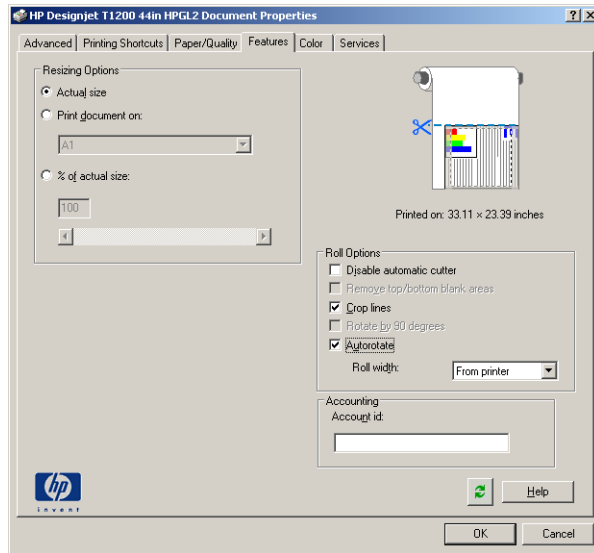 HP Designjet T1200 44in HPGL2 Document Properties
Advanced Printing Shortcuts Paper/Quality Features Color Services
Resizing Options
Actual size
Print document on:
A1
% of actual size:
100
Printed on: 33.11 × 23.39 inches
Roll Options
Disable automatic cutter
Remove top/bottom blank areas
Crop lines
Rotate by 90 degrees
Autorotate
Roll width: From printer
Accounting
Account id:
hp
invent
Help
OK Cancel